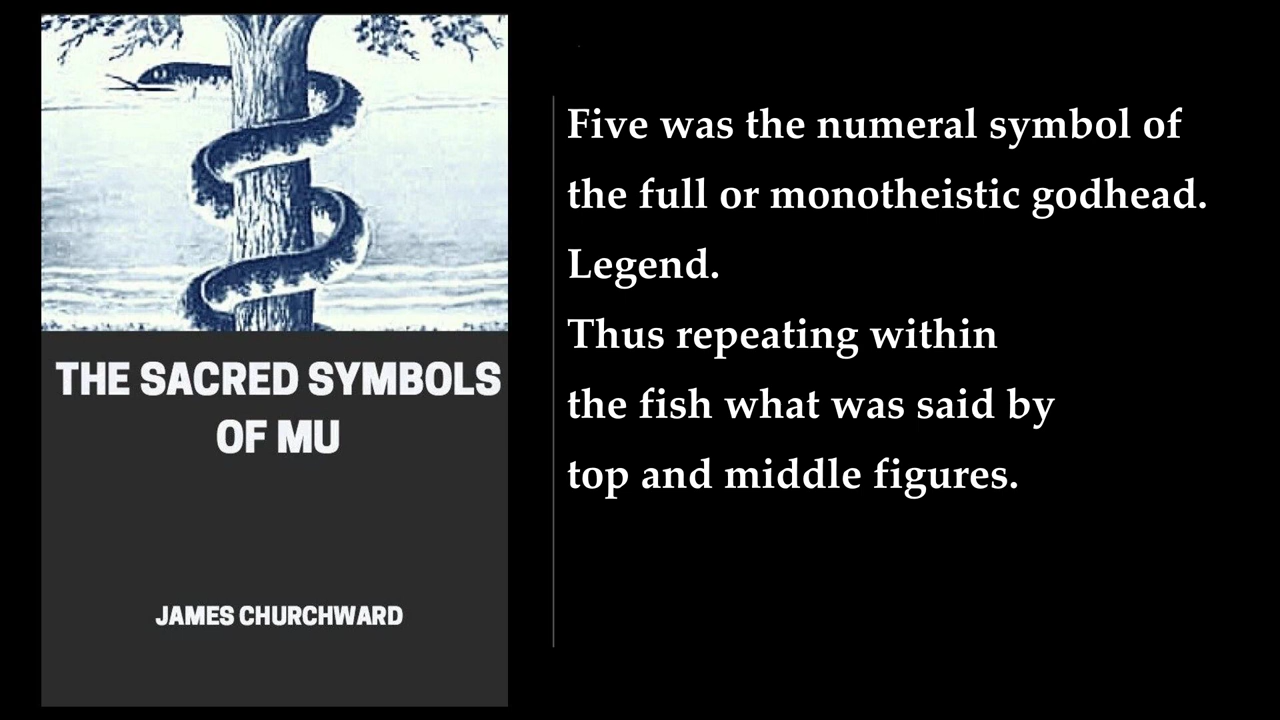 THE SACRED SYMBOLS
OF MU
JAMES CHURCHWARD
Five was the numeral symbol of
the full or monotheistic godhead.
Legend.
Thus repeating within
the fish what was said by
top and middle figures.